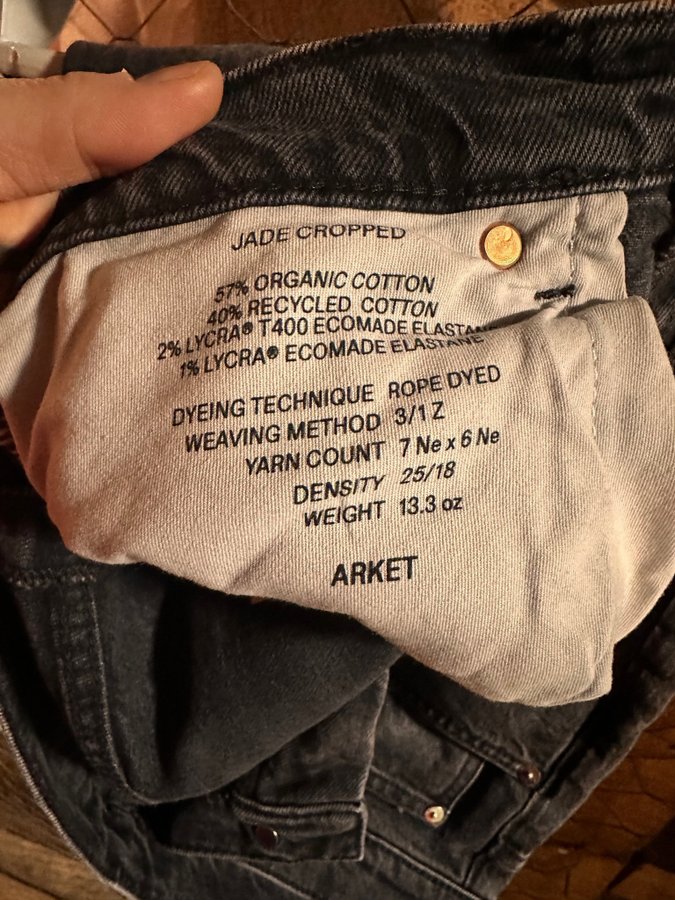 JADE CROPPED
57% ORGANIC COTTON
40% RECYCLED COTTON
2% LYCRA® T400 ECOMADE ELASTANE
1% LYCRA® ECOMADE ELASTANE
DYEING TECHNIQUE ROPE DYED
WEAVING METHOD 3/1 Z
YARN COUNT 7 Ne x 6 Ne
DENSITY 25/18
WEIGHT 13.3 oz
ARKET